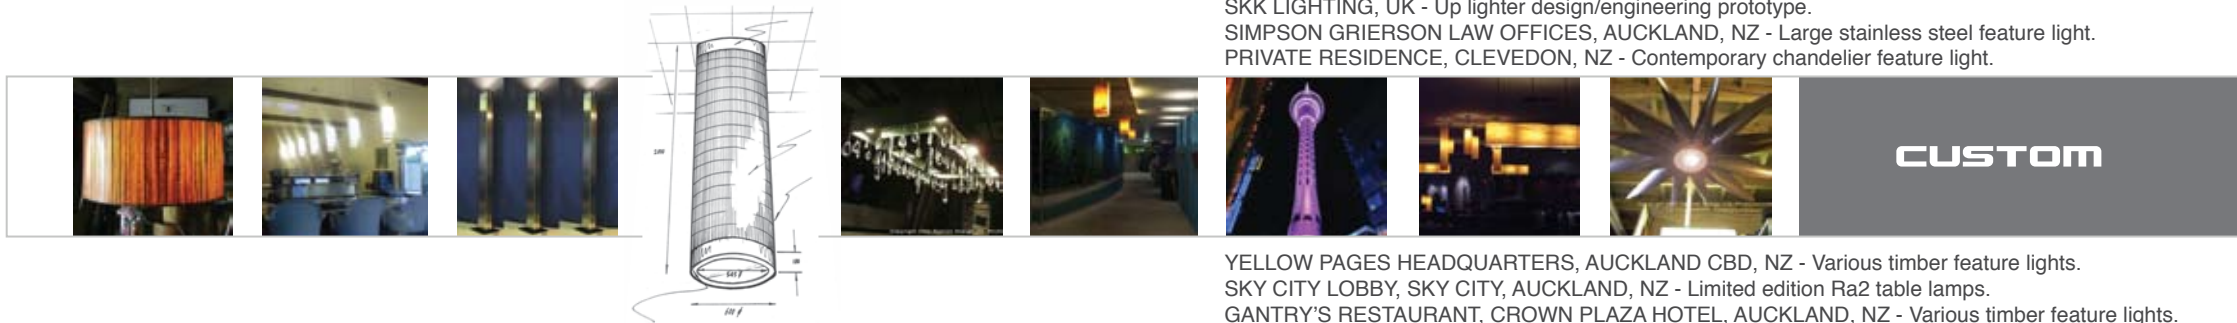 SKK LIGHTING, UK - Up lighter design/engineering prototype.
SIMPSON GRIERSON LAW OFFICES, AUCKLAND, NZ - Large stainless steel feature light.
PRIVATE RESIDENCE, CLEVEDON, NZ - Contemporary chandelier feature light.
CUSTOM
YELLOW PAGES HEADQUARTERS, AUCKLAND CBD, NZ - Various timber feature lights.
SKY CITY LOBBY, SKY CITY, AUCKLAND, NZ - Limited edition Ra2 table lamps.
GANTRY'S RESTAURANT, CROWN PLAZA HOTEL, AUCKLAND, NZ - Various timber feature lights.